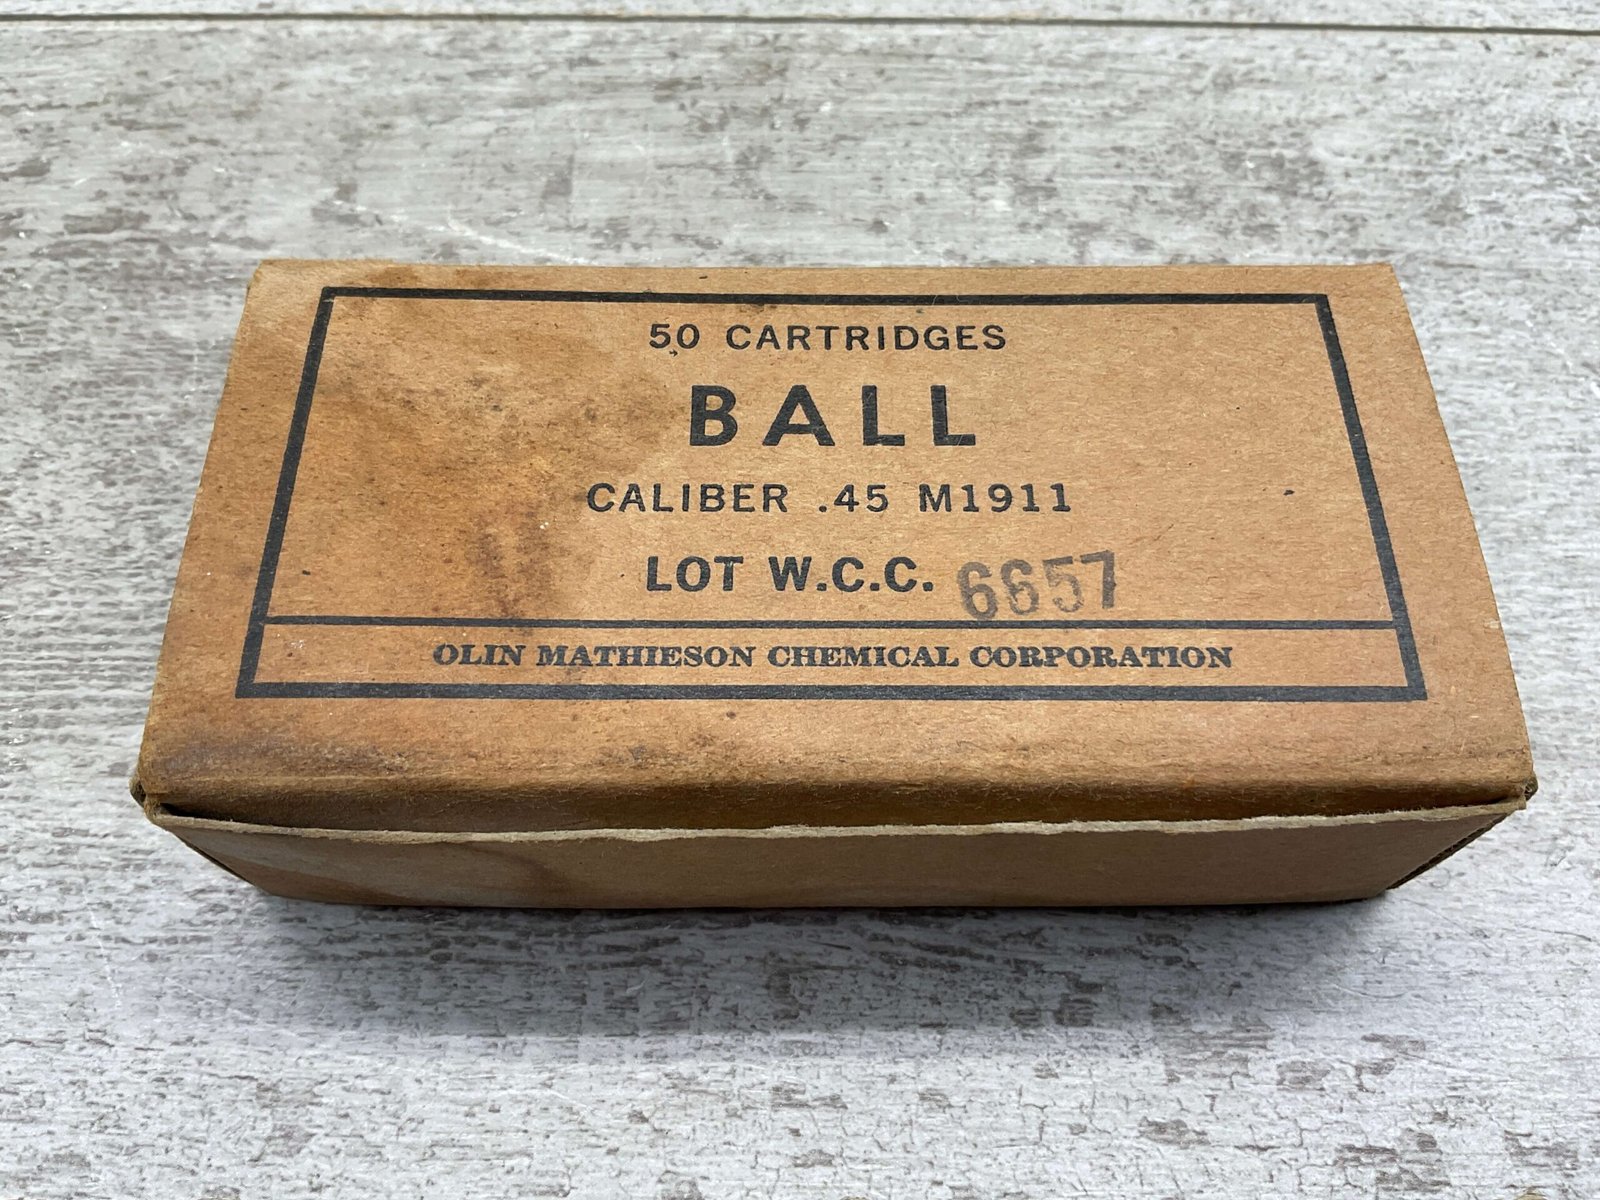 50 CARTRIDGES
BALL
CALIBER .45 M1911
LOT W.C.C. 6657
OLIN MATHIESON CHEMICAL CORPORATION